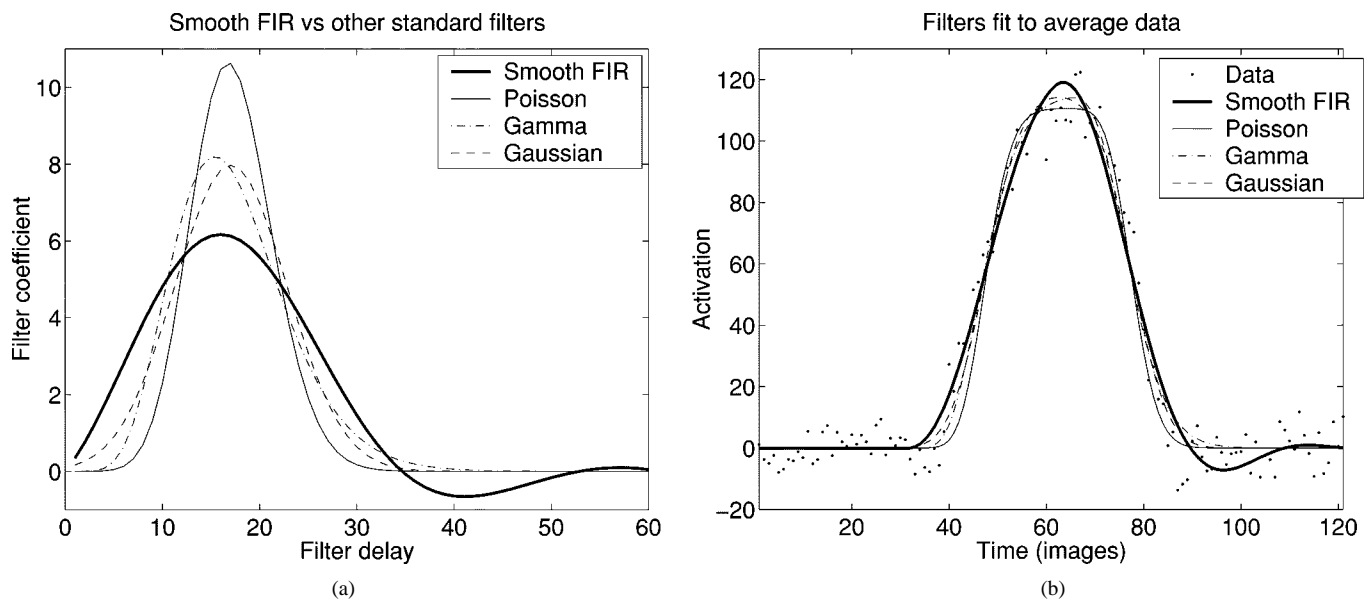 Smooth FIR vs other standard filters
Smooth FIR
Poisson
Gamma
Gaussian
10
8
6
4
2
0
Filter coefficient
0 10 20 30 40 50 60
Filter delay
(a)
Filters fit to average data
Data
Smooth FIR
Poisson
Gamma
Gaussian
120
100
80
60
40
20
0
−20
Activation
20 40 60 80 100 120
Time (images)
(b)